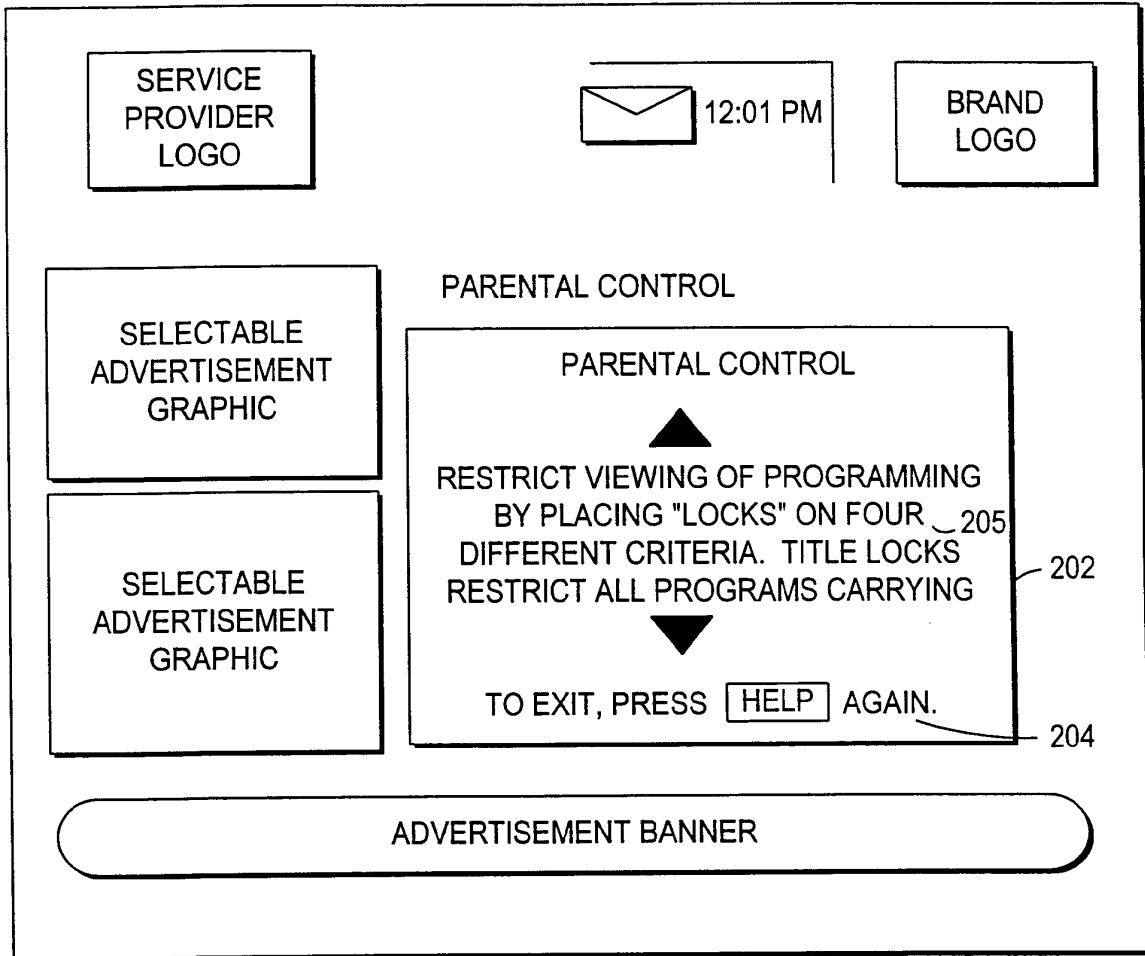 SERVICE
PROVIDER
LOGO
12:01 PM
BRAND
LOGO
SELECTABLE
ADVERTISEMENT
GRAPHIC
SELECTABLE
ADVERTISEMENT
GRAPHIC
PARENTAL CONTROL
PARENTAL CONTROL
RESTRICT VIEWING OF PROGRAMMING
BY PLACING "LOCKS" ON FOUR
205
DIFFERENT CRITERIA. TITLE LOCKS
RESTRICT ALL PROGRAMS CARRYING
202
TO EXIT, PRESS HELP AGAIN.
204
ADVERTISEMENT BANNER